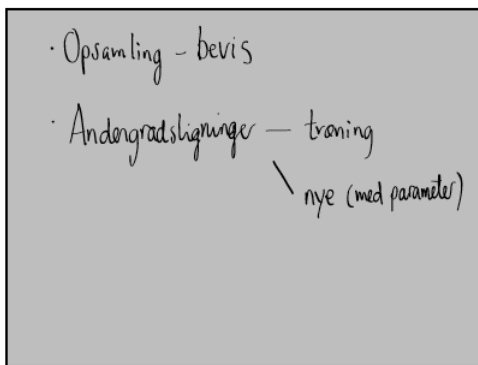 · Opsamling - bevis
· Andengradsligninger — træning
nye (med parameter)